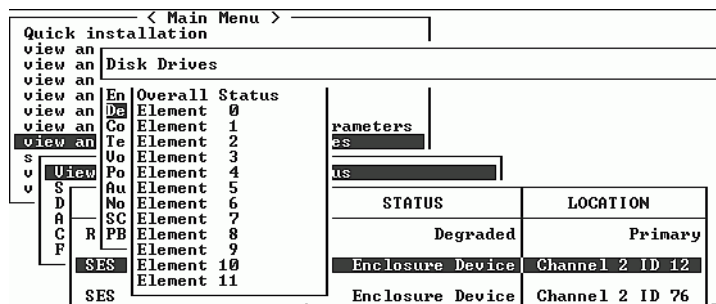 < Main Menu >
Quick installation
view an
view an Disk Drives
view an
view an En Overall Status
view an De Element 0
view an Co Element 1 rameters
view an Te Element 2 es
s Vo Element 3
v View Po Element 4 us
v S Au Element 5
D No Element 6 STATUS LOCATION
A SC Element 7
C R PB Element 8 Degraded Primary
F Element 9
SES Element 10 Enclosure Device Channel 2 ID 12
Element 11
SES Enclosure Device Channel 2 ID 76